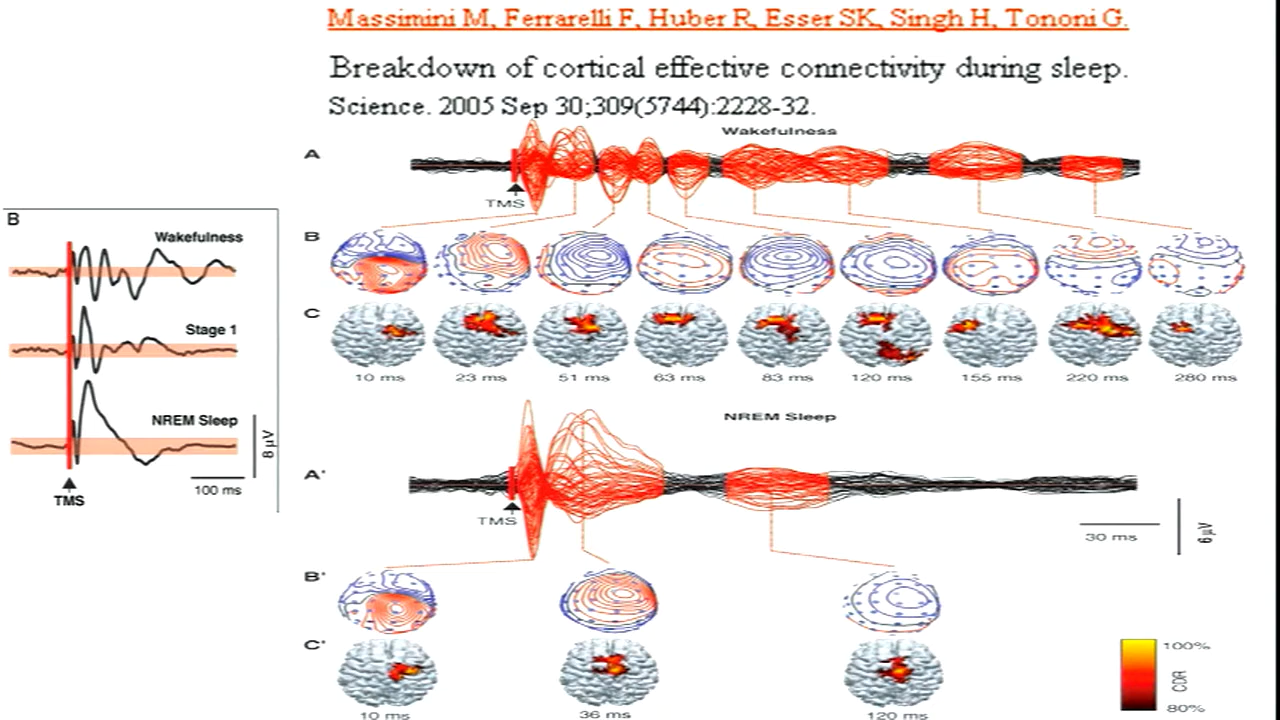 Massimini M, Ferrarelli F, Huber R, Esser SK, Singh H, Tononi G.
Breakdown of cortical effective connectivity during sleep.
Science. 2005 Sep 30;309(5744):2228-32.
B
Wakefulness
Stage 1
NREM Sleep
8 µV
100 ms
TMS
Wakefulness
A
TMS
B
C
10 ms 23 ms 51 ms 63 ms 83 ms 120 ms 155 ms 220 ms 280 ms
NREM Sleep
A'
TMS
30 ms
6 µV
B'
C'
10 ms 36 ms 120 ms
100%
CDR
80%